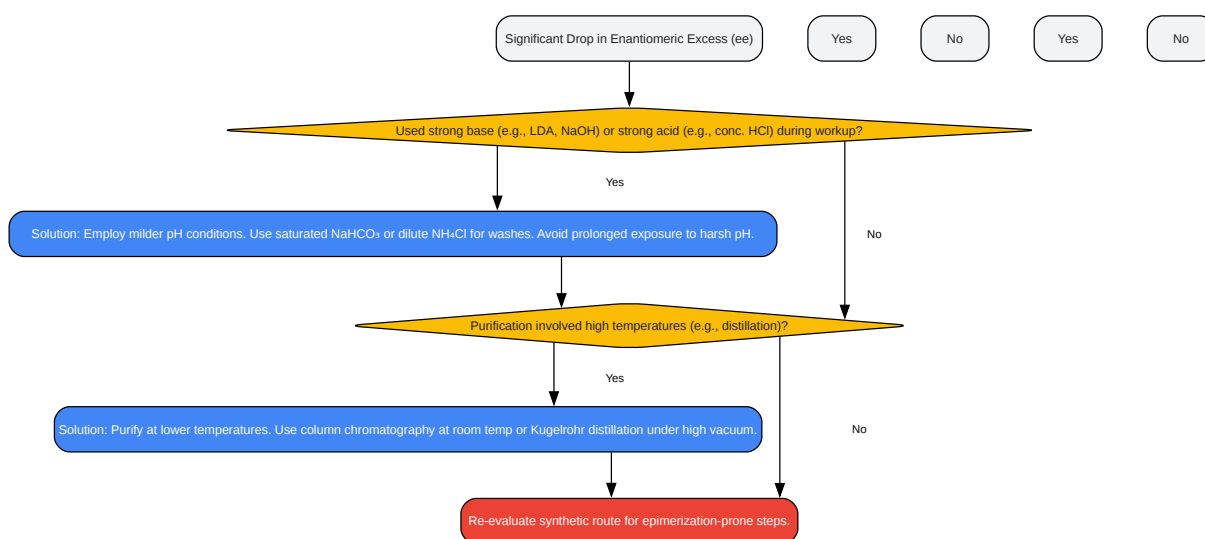 Significant Drop in Enantiomeric Excess (ee)
Yes
No
Yes
No
Used strong base (e.g., LDA, NaOH) or strong acid (e.g., conc. HCl) during workup?
Yes
Solution: Employ milder pH conditions. Use saturated NaHCO₃ or dilute NH₄Cl for washes. Avoid prolonged exposure to harsh pH.
No
Purification involved high temperatures (e.g., distillation)?
Yes
Solution: Purify at lower temperatures. Use column chromatography at room temp or Kugelrohr distillation under high vacuum.
No
Re-evaluate synthetic route for epimerization-prone steps.